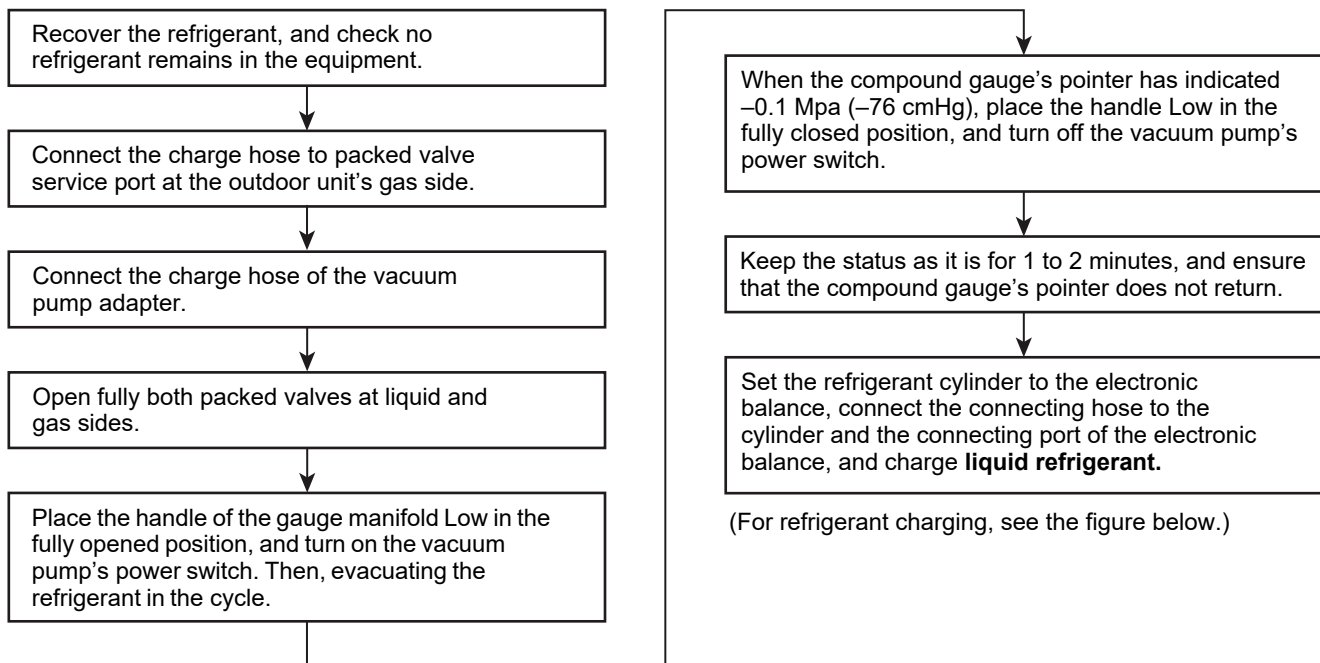 Recover the refrigerant, and check no
refrigerant remains in the equipment.
Connect the charge hose to packed valve
service port at the outdoor unit’s gas side.
Connect the charge hose of the vacuum
pump adapter.
Open fully both packed valves at liquid and
gas sides.
Place the handle of the gauge manifold Low in the
fully opened position, and turn on the vacuum
pump’s power switch. Then, evacuating the
refrigerant in the cycle.
When the compound gauge’s pointer has indicated
–0.1 Mpa (–76 cmHg), place the handle Low in the
fully closed position, and turn off the vacuum pump’s
power switch.
Keep the status as it is for 1 to 2 minutes, and ensure
that the compound gauge’s pointer does not return.
Set the refrigerant cylinder to the electronic
balance, connect the connecting hose to the
cylinder and the connecting port of the electronic
balance, and charge liquid refrigerant.
(For refrigerant charging, see the figure below.)